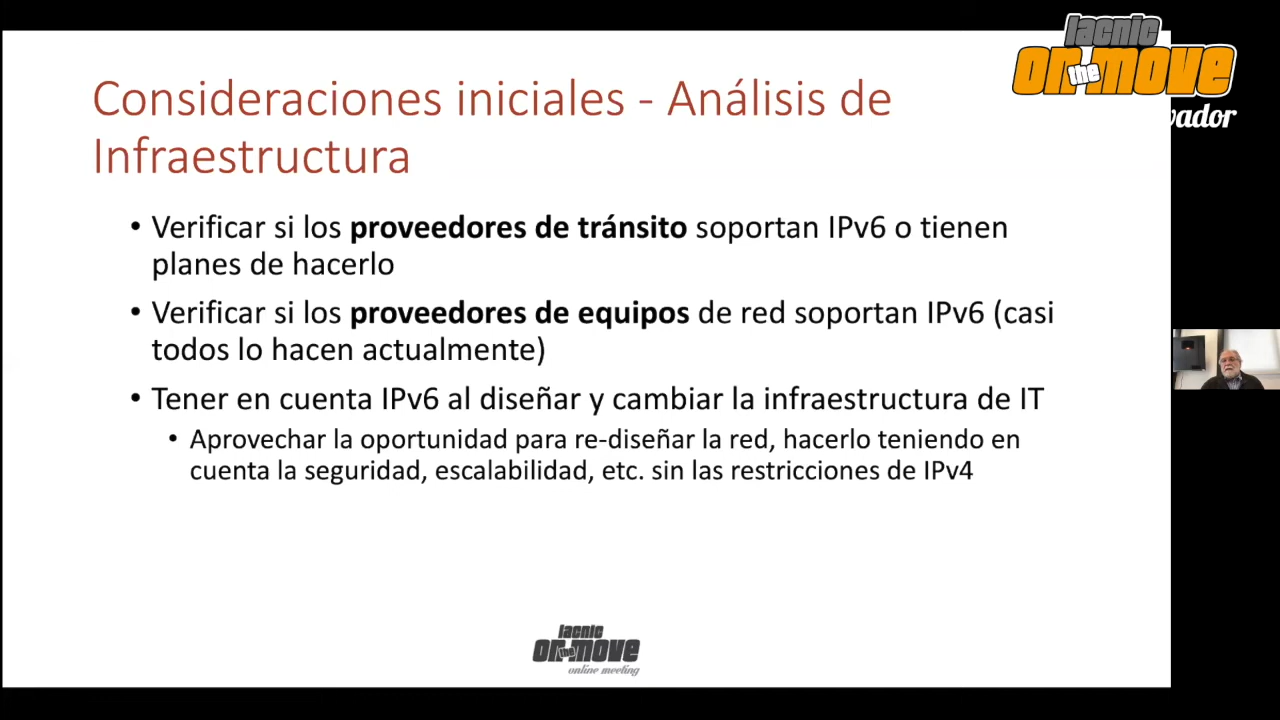 lacnic
on the move
vador
Consideraciones iniciales - Análisis de
Infraestructura
• Verificar si los proveedores de tránsito soportan IPv6 o tienen
planes de hacerlo
• Verificar si los proveedores de equipos de red soportan IPv6 (casi
todos lo hacen actualmente)
• Tener en cuenta IPv6 al diseñar y cambiar la infraestructura de IT
• Aprovechar la oportunidad para re-diseñar la red, hacerlo teniendo en
cuenta la seguridad, escalabilidad, etc. sin las restricciones de IPv4
lacnic
on the move
online meeting